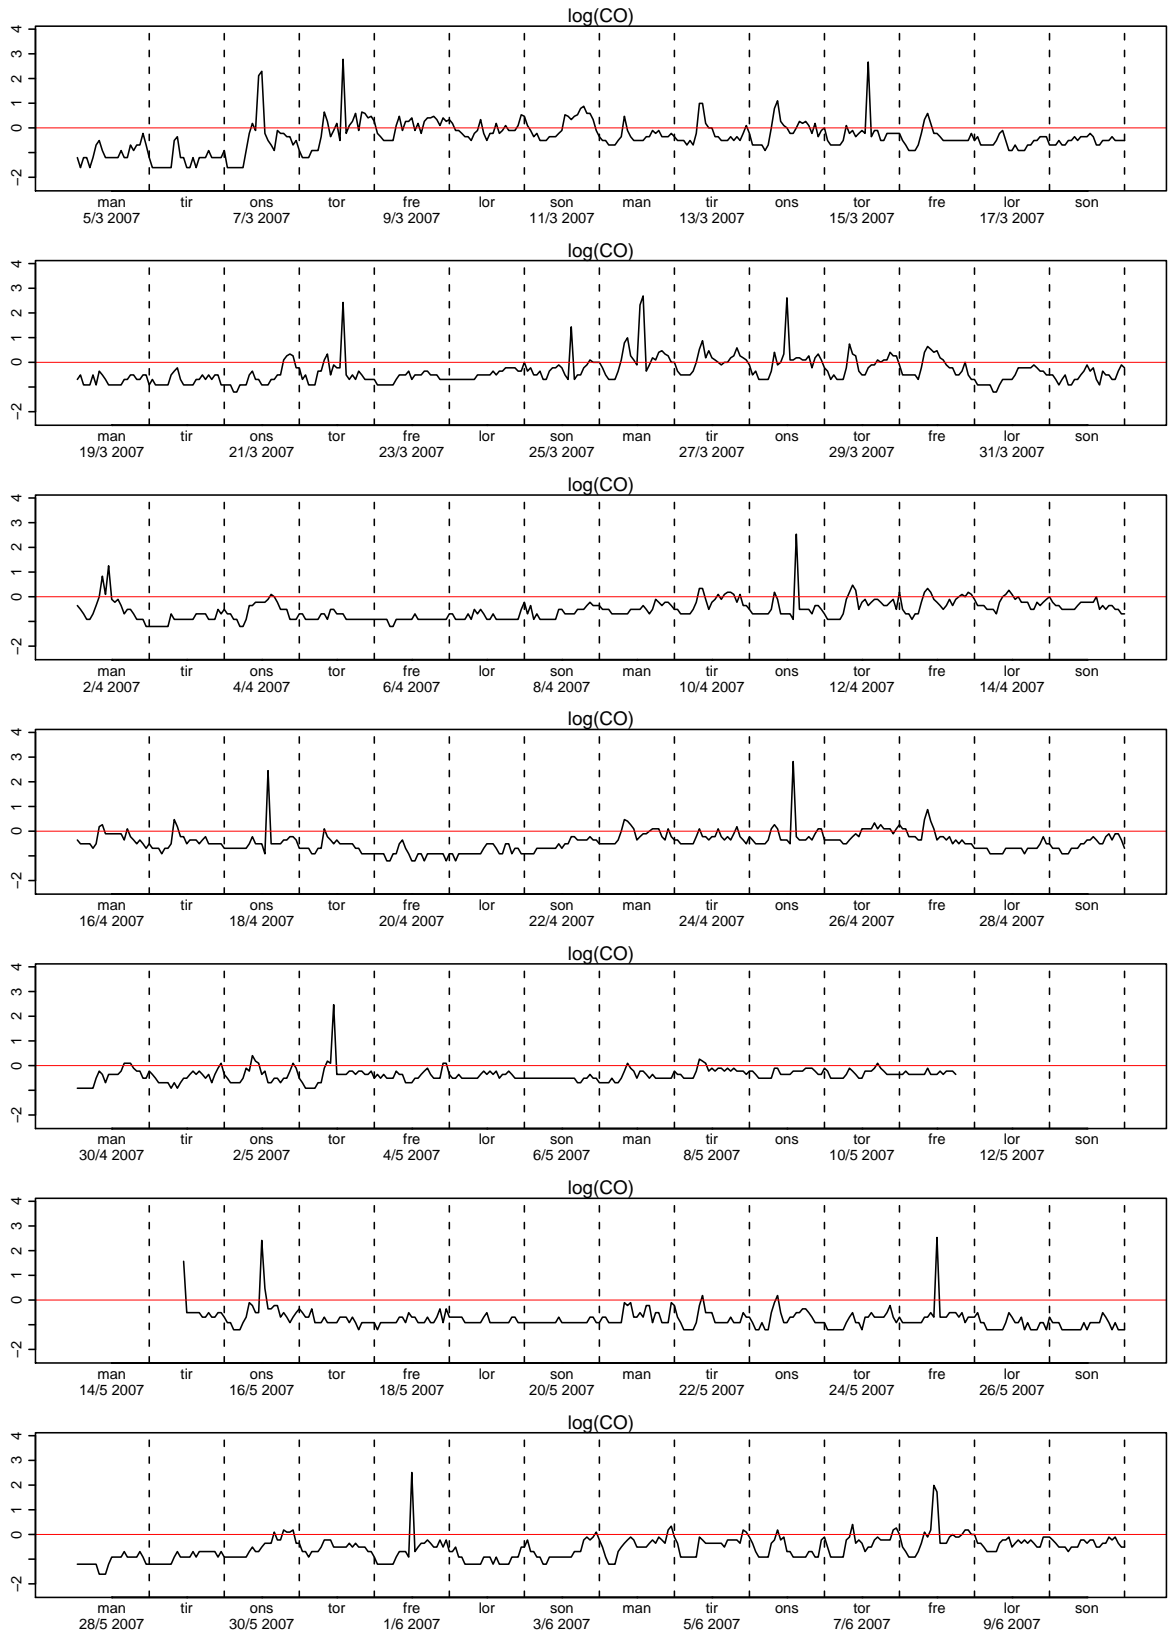 log(CO)
4
3
2
1
0
−2
man tir ons tor fre lor son man tir ons tor fre lor son
5/3 2007 7/3 2007 9/3 2007 11/3 2007 13/3 2007 15/3 2007 17/3 2007
log(CO)
4
3
2
1
0
−2
man tir ons tor fre lor son man tir ons tor fre lor son
19/3 2007 21/3 2007 23/3 2007 25/3 2007 27/3 2007 29/3 2007 31/3 2007
log(CO)
4
3
2
1
0
−2
man tir ons tor fre lor son man tir ons tor fre lor son
2/4 2007 4/4 2007 6/4 2007 8/4 2007 10/4 2007 12/4 2007 14/4 2007
log(CO)
4
3
2
1
0
−2
man tir ons tor fre lor son man tir ons tor fre lor son
16/4 2007 18/4 2007 20/4 2007 22/4 2007 24/4 2007 26/4 2007 28/4 2007
log(CO)
4
3
2
1
0
−2
man tir ons tor fre lor son man tir ons tor fre lor son
30/4 2007 2/5 2007 4/5 2007 6/5 2007 8/5 2007 10/5 2007 12/5 2007
log(CO)
4
3
2
1
0
−2
man tir ons tor fre lor son man tir ons tor fre lor son
14/5 2007 16/5 2007 18/5 2007 20/5 2007 22/5 2007 24/5 2007 26/5 2007
log(CO)
4
3
2
1
0
−2
man tir ons tor fre lor son man tir ons tor fre lor son
28/5 2007 30/5 2007 1/6 2007 3/6 2007 5/6 2007 7/6 2007 9/6 2007